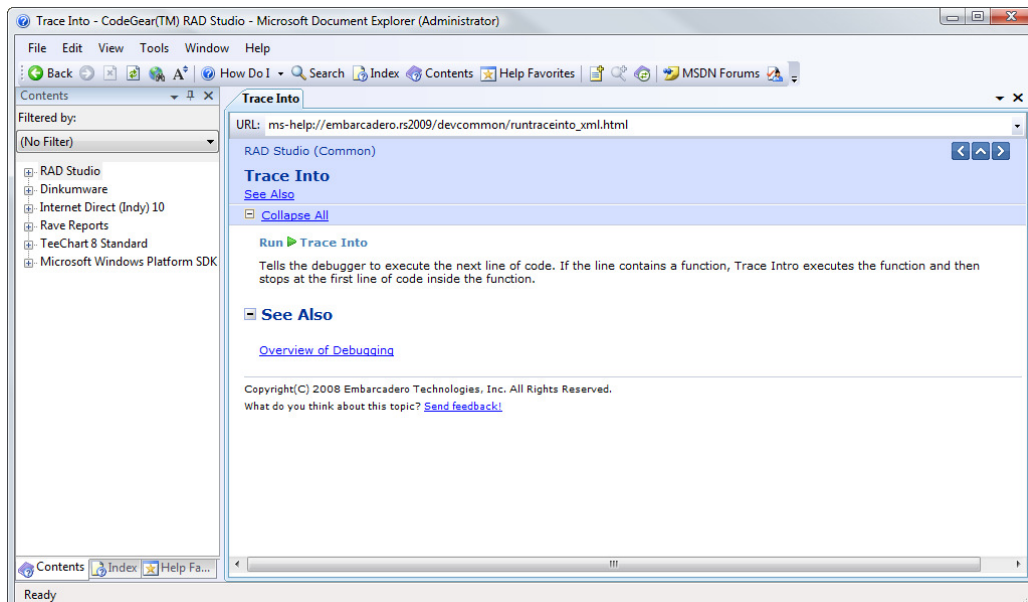 Trace Into - CodeGear(TM) RAD Studio - Microsoft Document Explorer (Administrator)
File Edit View Tools Window Help
Back How Do I Search Index Contents Help Favorites MSDN Forums
Contents
Filtered by:
(No Filter)
RAD Studio
Dinkumware
Internet Direct (Indy) 10
Rave Reports
TeeChart 8 Standard
Microsoft Windows Platform SDK
Contents Index Help Fa...
Trace Into
URL: ms-help://embarcadero.rs2009/devcommon/runtraceinto_xml.html
RAD Studio (Common)
Trace Into
See Also
Collapse All
Run Trace Into
Tells the debugger to execute the next line of code. If the line contains a function, Trace Intro executes the function and then
stops at the first line of code inside the function.
See Also
Overview of Debugging
Copyright(C) 2008 Embarcadero Technologies, Inc. All Rights Reserved.
What do you think about this topic? Send feedback!
Ready